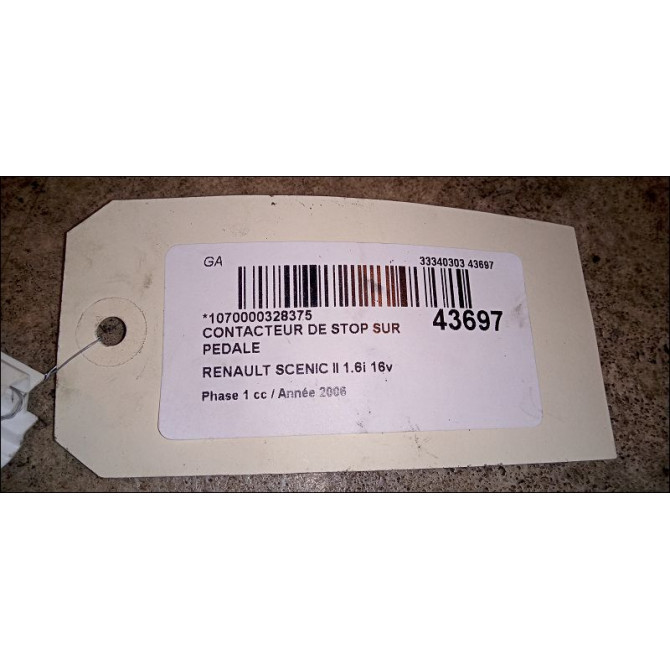 GA
33340303 43697
*1070000328375
43697
CONTACTEUR DE STOP SUR
PEDALE
RENAULT SCENIC II 1.6i 16v
Phase 1 cc / Année 2006